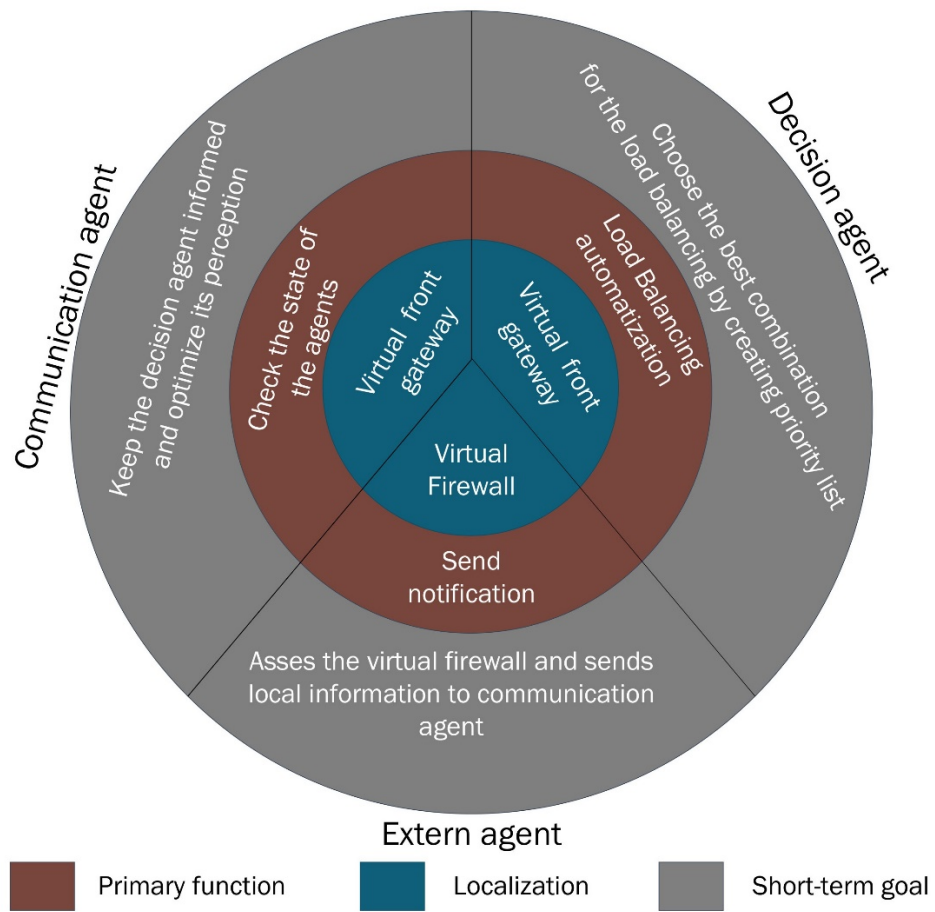 Communication agent
Keep the decision agent informed
and optimize its perception
Check the state of
the agents
Virtual front
gateway
Decision agent
Choose the best combination
for the load balancing by creating priority list
Load Balancing
automatization
Virtual front
gateway
Virtual
Firewall
Send
notification
Asses the virtual firewall and sends
local information to communication
agent
Extern agent
Primary function
Localization
Short-term goal